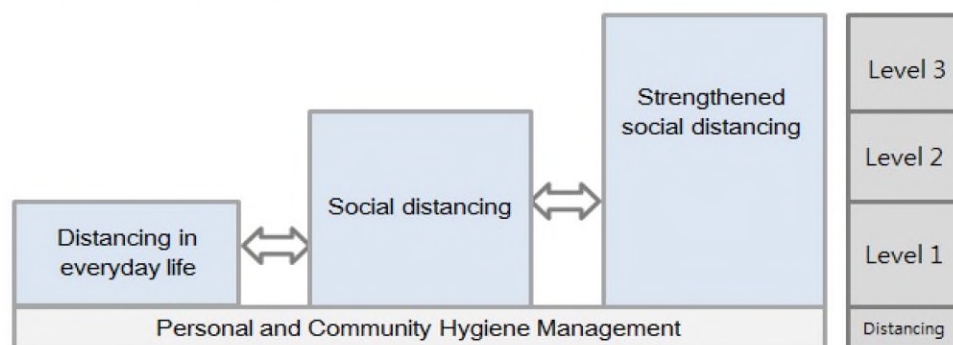 Distancing in
everyday life
Social distancing
Strengthened
social distancing
Personal and Community Hygiene Management
Level 3
Level 2
Level 1
Distancing